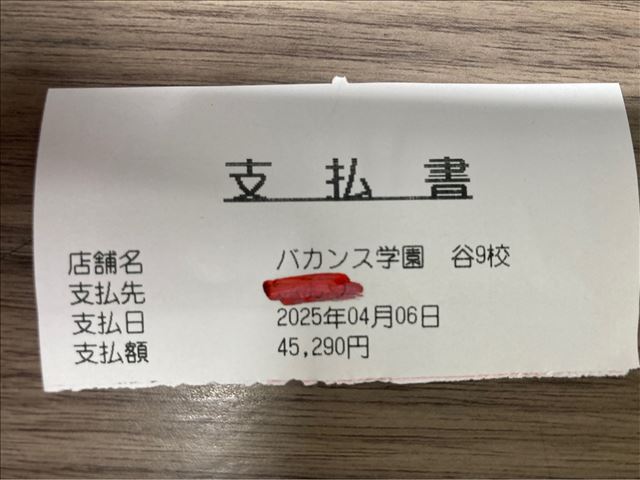 支払書
店舗名 バカンス学園 谷9校
支払先
支払日 2025年04月06日
支払額 45,290円